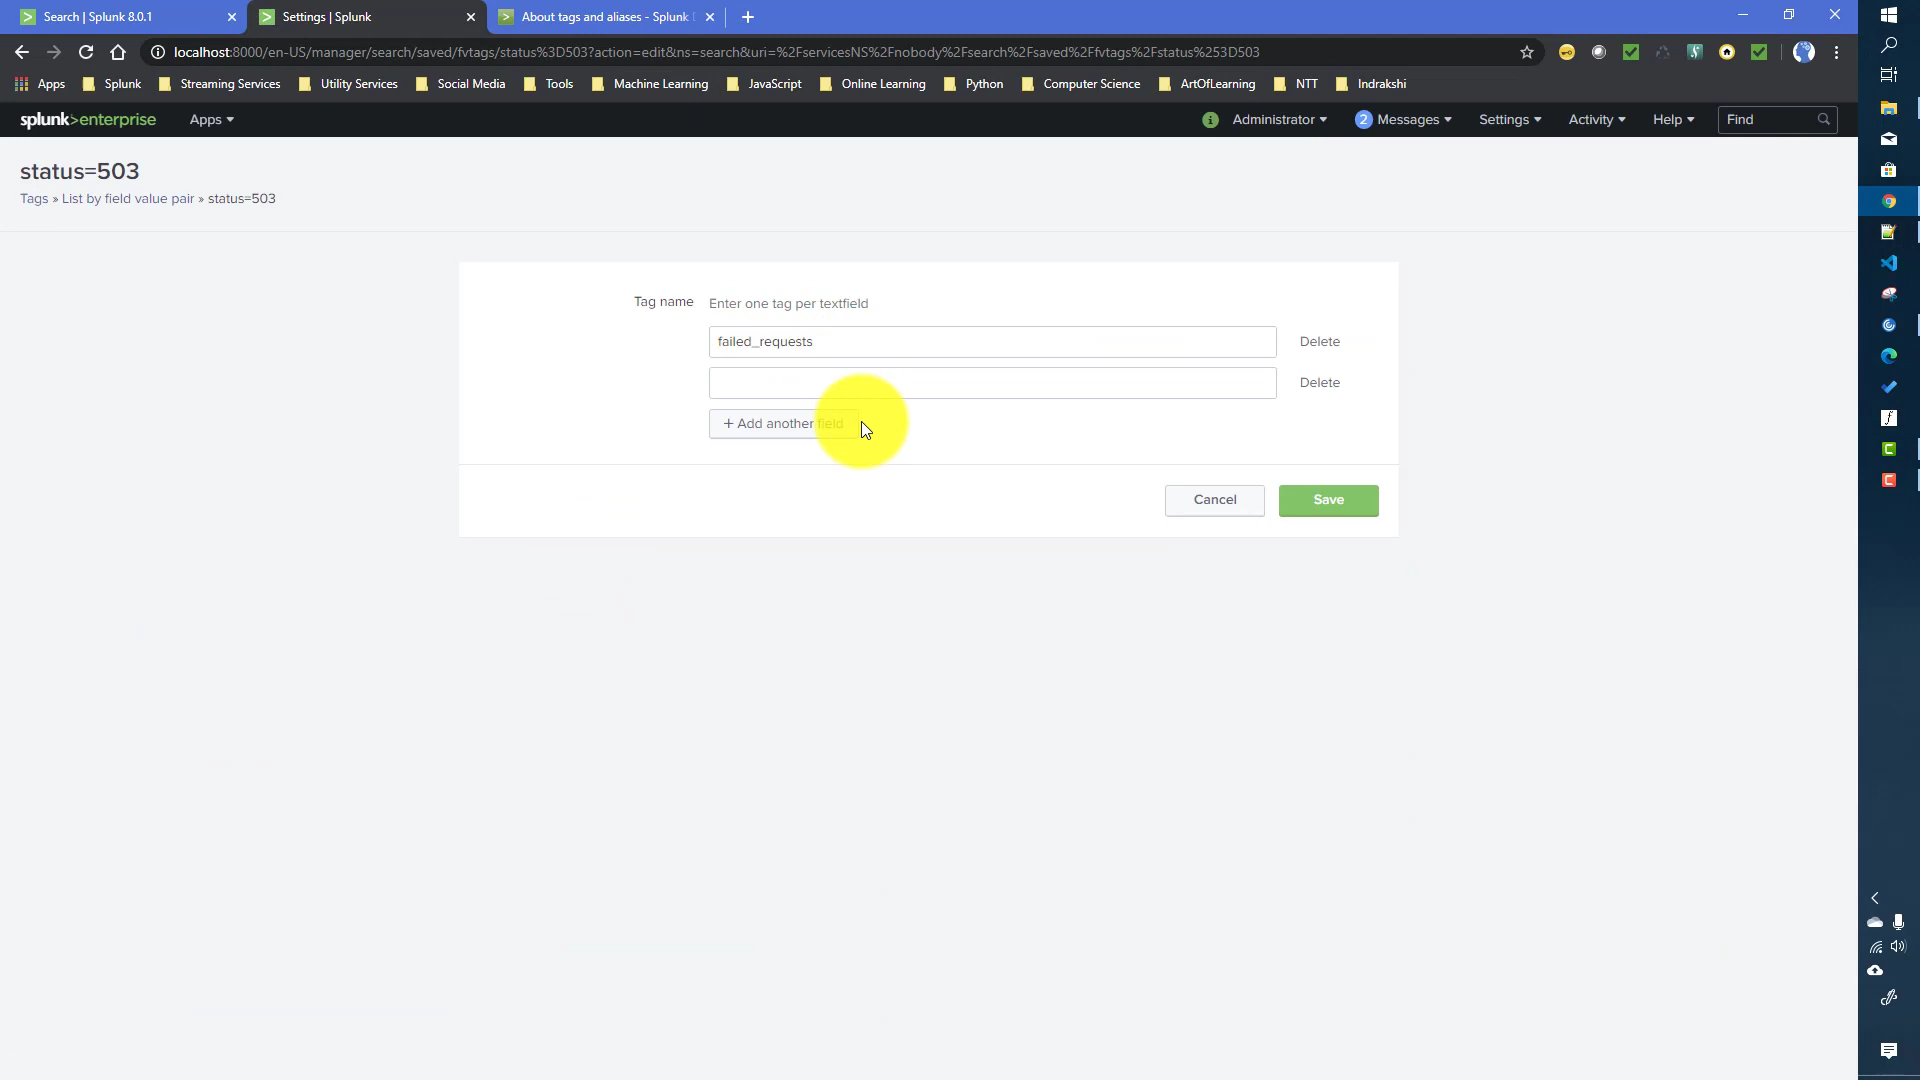 Search | Splunk 8.0.1
Settings | Splunk
About tags and aliases - Splunk
localhost:8000/en-US/manager/search/saved/fvtags/status%3D503?action=edit&ns=search&uri=%2FservicesNS%2Fnobody%2Fsearch%2Fsaved%2Ffvtags%2Fstatus%253D503
Apps Splunk Streaming Services Utility Services Social Media Tools Machine Learning JavaScript Online Learning Python Computer Science ArtOfLearning NTT Indrakshi
splunk>enterprise Apps Administrator 2 Messages Settings Activity Help Find
status=503
Tags » List by field value pair » status=503
Tag name Enter one tag per textfield
failed_requests Delete
Delete
+ Add another field
Cancel Save